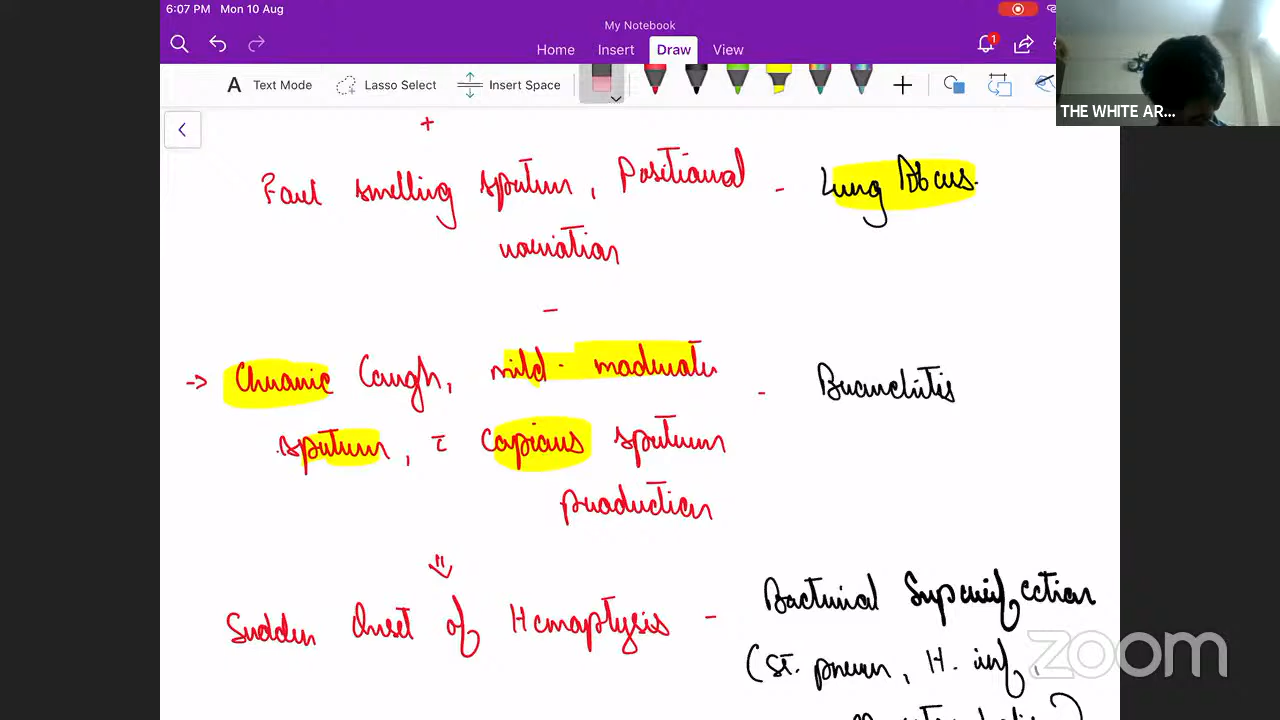 6:07 PM Mon 10 Aug
My Notebook
Home Insert Draw View
1
A Text Mode Lasso Select Insert Space
THE WHITE AR...
+
Foul smelling sputum, Positional - Lung Abcus.
variation
-
-> Chronic Cough, mild - moderate - Bronchitis
sputum, c̄ Copious sputum
production
Sudden Onset of Hemoptysis - Bacterial Superinfection
(St. pneum, H. inf,
zoom